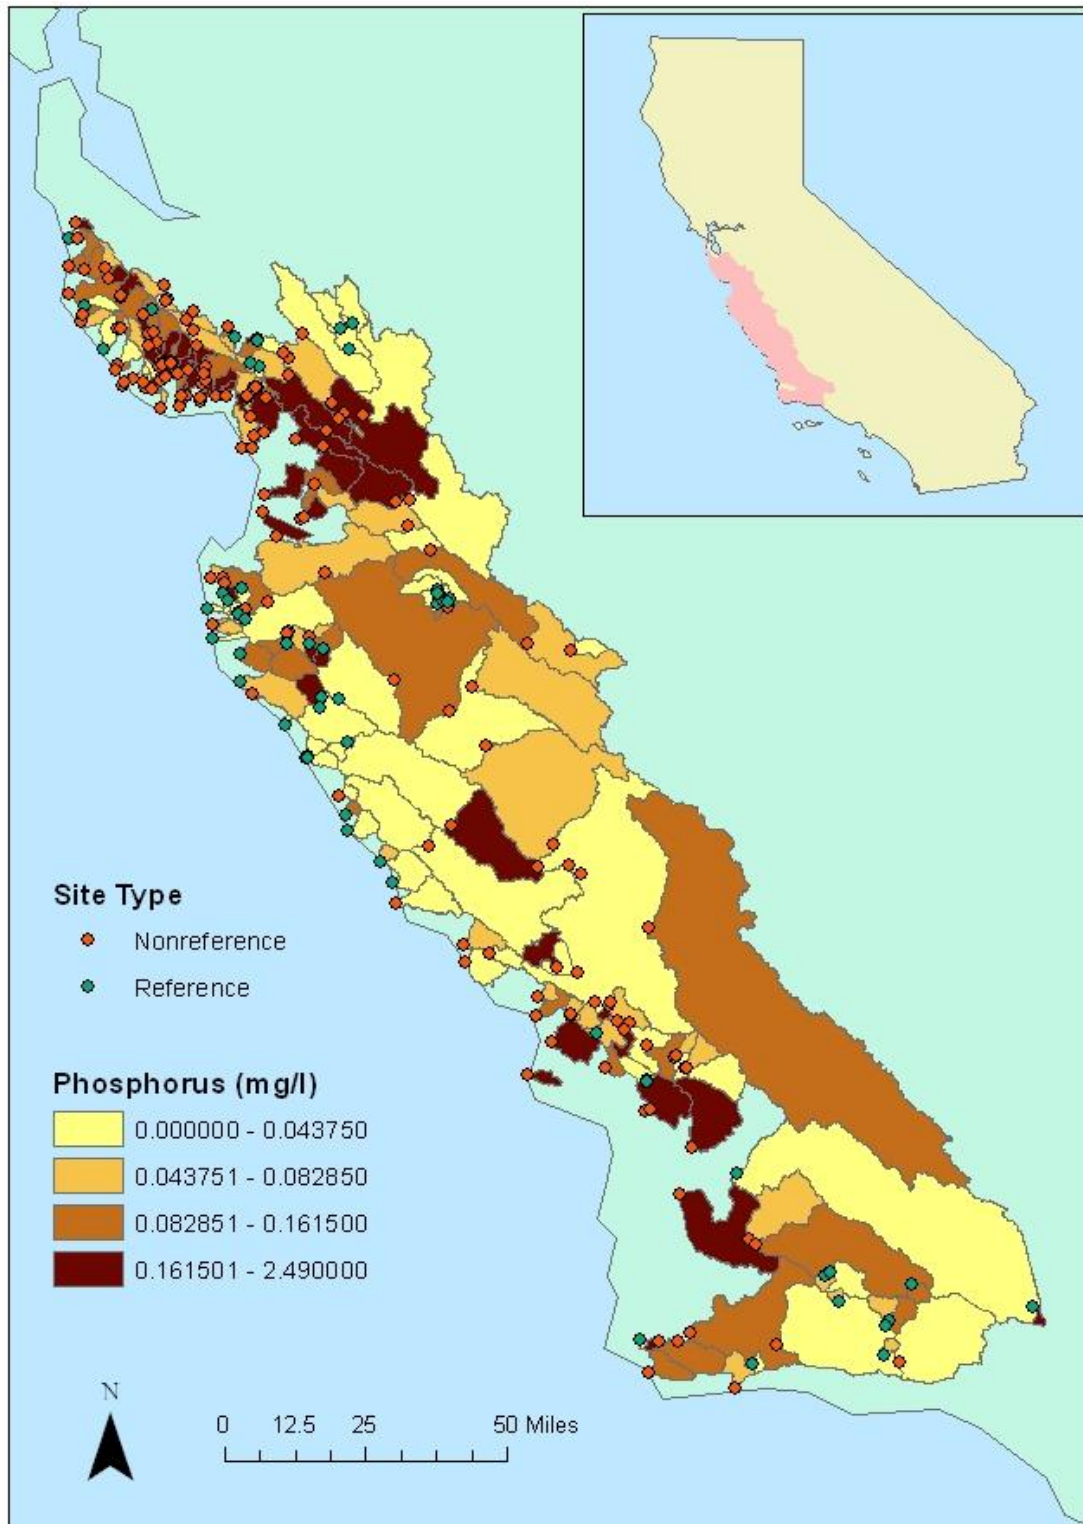 Site Type
Nonreference
Reference
Phosphorus (mg/l)
0.000000 - 0.043750
0.043751 - 0.082850
0.082851 - 0.161500
0.161501 - 2.490000
N
0 12.5 25 50 Miles